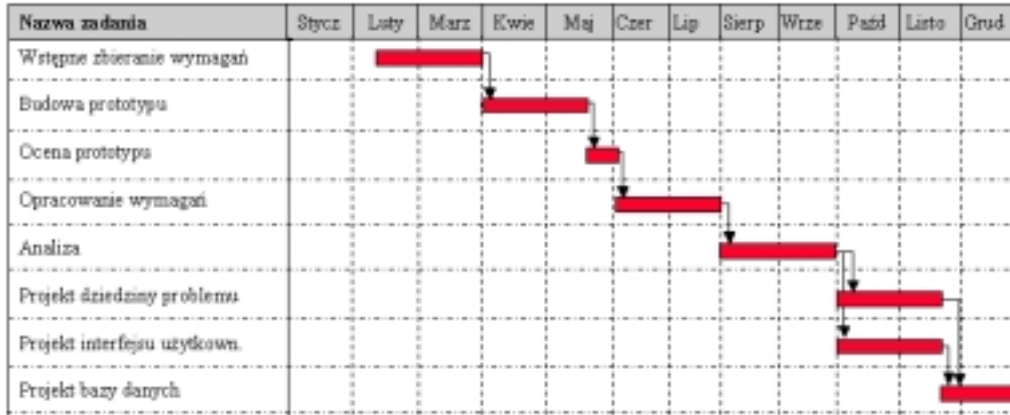 Nazwa zadania Stycz Luty Marz Kwie Maj Czer Lip Sierp Wrze Paźd Listo Grud
Wstępne zbieranie wymagań
Budowa prototypu
Ocena prototypu
Opracowanie wymagań
Analiza
Projekt dziedziny problemu
Projekt interfejsu użytkown.
Projekt bazy danych